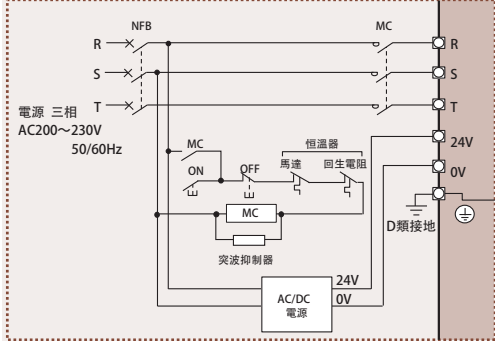 NFB
MC
R
R
S
S
T
T
電源 三相
AC200～230V
50/60Hz
24V
MC
恒溫器
ON
OFF
馬達
回生電阻
0V
MC
D類接地
突波抑制器
24V
AC/DC
電源
0V